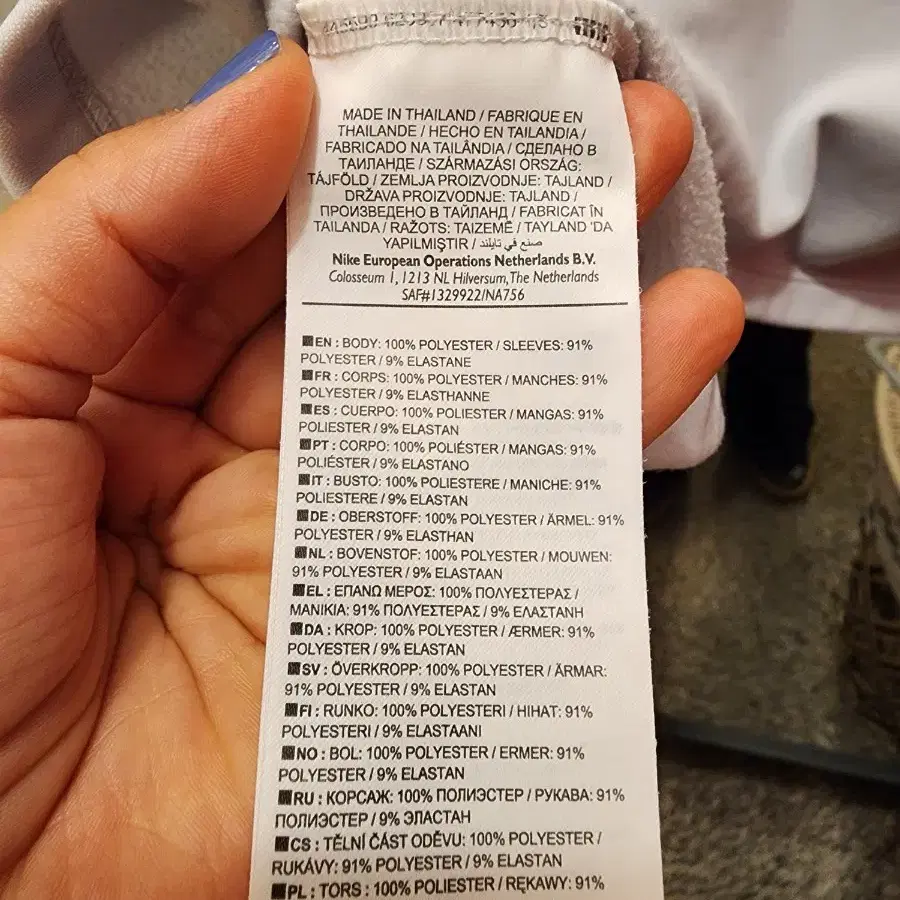 MADE IN THAILAND / FABRIQUE EN
THAILANDE / HECHO EN TAILANDIA /
FABRICADO NA TAILÂNDIA / СДЕЛАНО В
ТАИЛАНДЕ / SZÁRMAZÁSI ORSZÁG:
TÁJFÖLD / ZEMLJA PROIZVODNJE: TAJLAND /
DRŽAVA PROIZVODNJE: TAJLAND /
ПРОИЗВЕДЕНО В ТАЙЛАНД / FABRICAT ÎN
TAILANDA / RAŽOTS: TAIZEMĒ / TAYLAND 'DA
YAPILMIŞTIR / صنع في تايلند
Nike European Operations Netherlands B.V.
Colosseum 1, 1213 NL Hilversum, The Netherlands
SAF#1329922/NA756
EN : BODY: 100% POLYESTER / SLEEVES: 91%
POLYESTER / 9% ELASTANE
FR : CORPS: 100% POLYESTER / MANCHES: 91%
POLYESTER / 9% ELASTHANNE
ES : CUERPO: 100% POLIESTER / MANGAS: 91%
POLIESTER / 9% ELASTAN
PT : CORPO: 100% POLIÉSTER / MANGAS: 91%
POLIÉSTER / 9% ELASTANO
IT : BUSTO: 100% POLIESTERE / MANICHE: 91%
POLIESTERE / 9% ELASTAN
DE : OBERSTOFF: 100% POLYESTER / ÄRMEL: 91%
POLYESTER / 9% ELASTHAN
NL : BOVENSTOF: 100% POLYESTER / MOUWEN:
91% POLYESTER / 9% ELASTAAN
EL : ΕΠΑΝΩ ΜΕΡΟΣ: 100% ΠΟΛΥΕΣΤΕΡΑΣ /
ΜΑΝΙΚΙΑ: 91% ΠΟΛΥΕΣΤΕΡΑΣ / 9% ΕΛΑΣΤΑΝΗ
DA : KROP: 100% POLYESTER / ÆRMER: 91%
POLYESTER / 9% ELASTAN
SV : ÖVERKROPP: 100% POLYESTER / ÄRMAR:
91% POLYESTER / 9% ELASTAN
FI : RUNKO: 100% POLYESTERI / HIHAT: 91%
POLYESTERI / 9% ELASTAANI
NO : BOL: 100% POLYESTER / ERMER: 91%
POLYESTER / 9% ELASTAN
RU : КОРСАЖ: 100% ПОЛИЭСТЕР / РУКАВА: 91%
ПОЛИЭСТЕР / 9% ЭЛАСТАН
CS : TĚLNÍ ČÁST ODĚVU: 100% POLYESTER /
RUKÁVY: 91% POLYESTER / 9% ELASTAN
PL : TORS : 100% POLIESTER / RĘKAWY: 91%